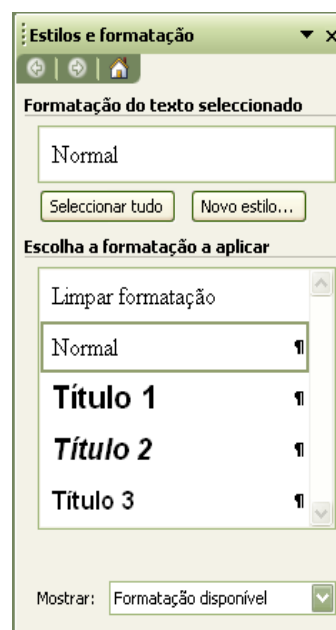 Estilos e formatação
Formatação do texto seleccionado
Normal
Seleccionar tudo Novo estilo...
Escolha a formatação a aplicar
Limpar formatação
Normal ¶
Título 1 ¶
Título 2 ¶
Título 3 ¶
Mostrar: Formatação disponível